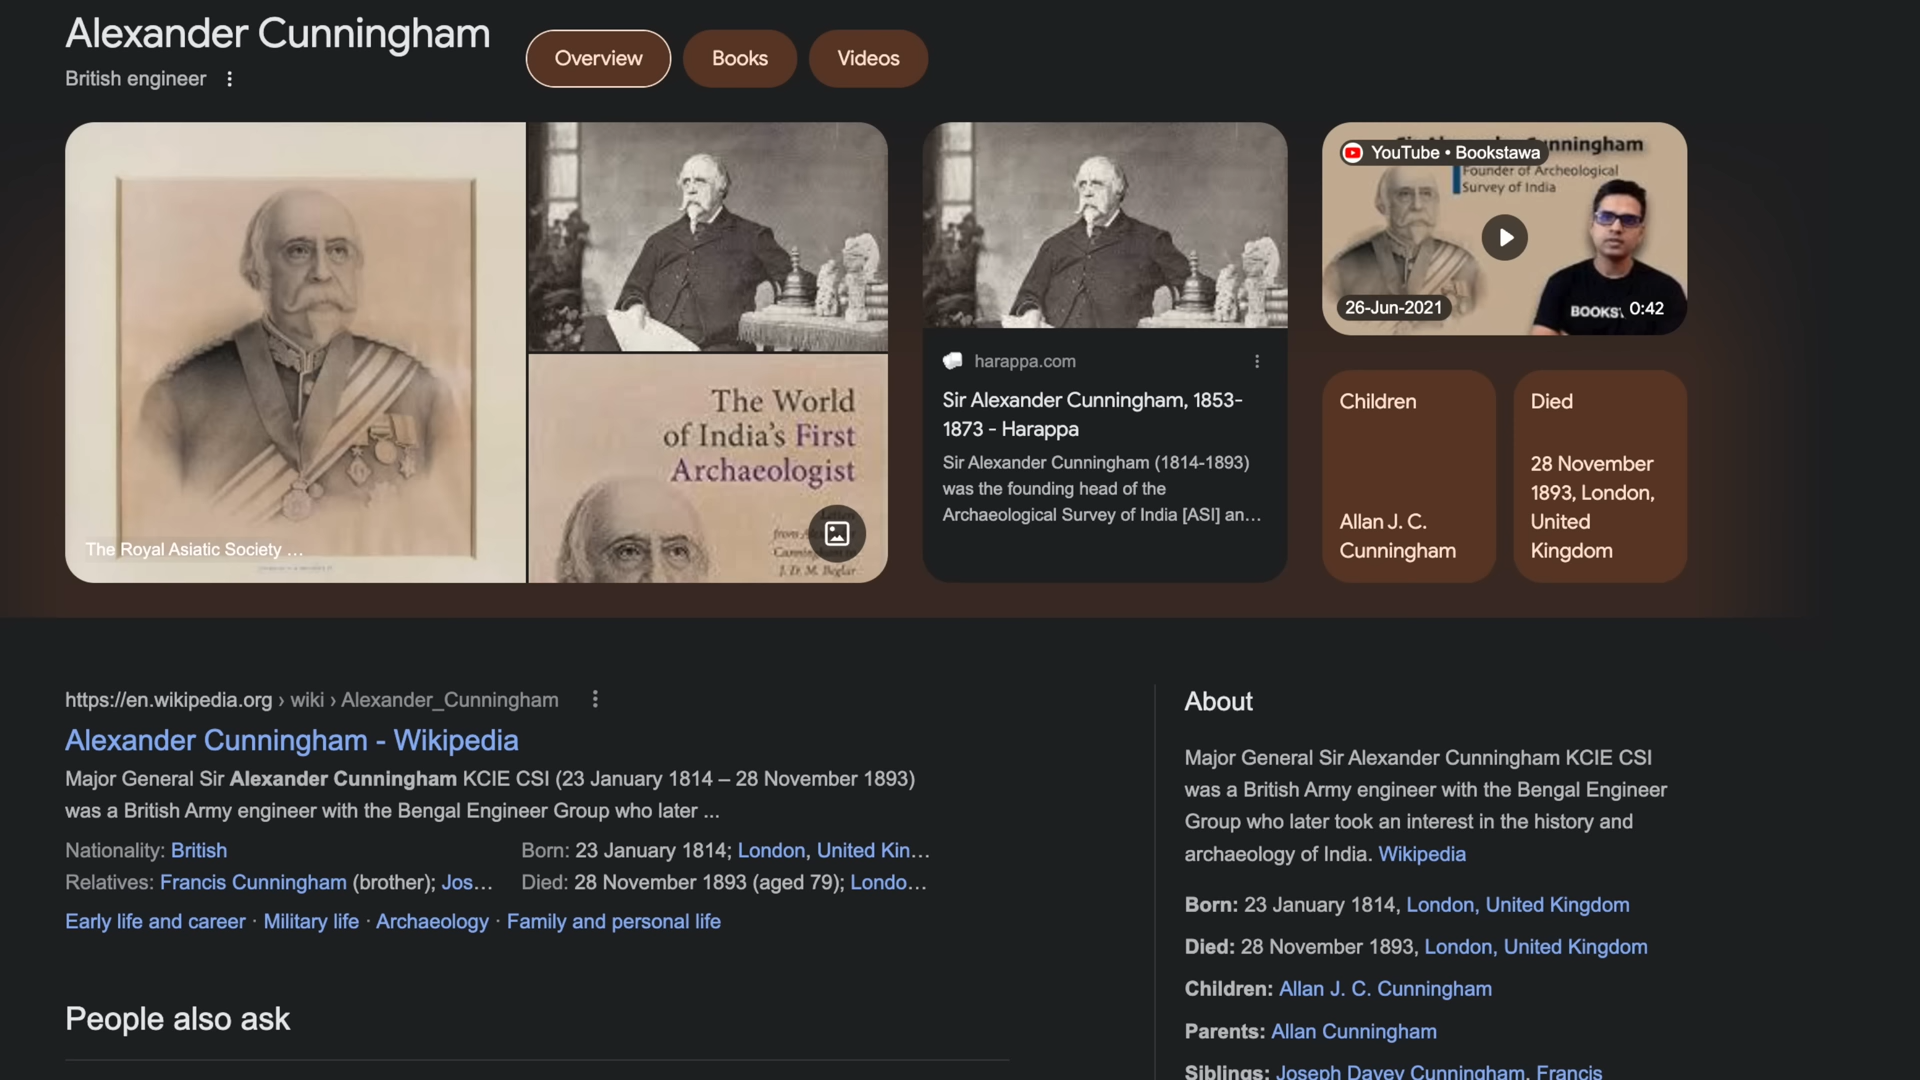 Alexander Cunningham
British engineer
Overview
Books
Videos
The Royal Asiatic Society ...
The World
of India's First
Archaeologist
J. D. M. Beglar
harappa.com
Sir Alexander Cunningham, 1853-
1873 - Harappa
Sir Alexander Cunningham (1814-1893)
was the founding head of the
Archaeological Survey of India [ASI] an...
YouTube • Bookstawa
Founder of Archeological
Survey of India
26-Jun-2021
0:42
Children
Allan J. C.
Cunningham
Died
28 November
1893, London,
United
Kingdom
https://en.wikipedia.org › wiki › Alexander_Cunningham
Alexander Cunningham - Wikipedia
Major General Sir Alexander Cunningham KCIE CSI (23 January 1814 – 28 November 1893)
was a British Army engineer with the Bengal Engineer Group who later ...
Nationality: British
Born: 23 January 1814; London, United Kin...
Relatives: Francis Cunningham (brother); Jos...
Died: 28 November 1893 (aged 79); Londo...
Early life and career · Military life · Archaeology · Family and personal life
People also ask
About
Major General Sir Alexander Cunningham KCIE CSI
was a British Army engineer with the Bengal Engineer
Group who later took an interest in the history and
archaeology of India. Wikipedia
Born: 23 January 1814, London, United Kingdom
Died: 28 November 1893, London, United Kingdom
Children: Allan J. C. Cunningham
Parents: Allan Cunningham
Siblings: Joseph Davey Cunningham, Francis